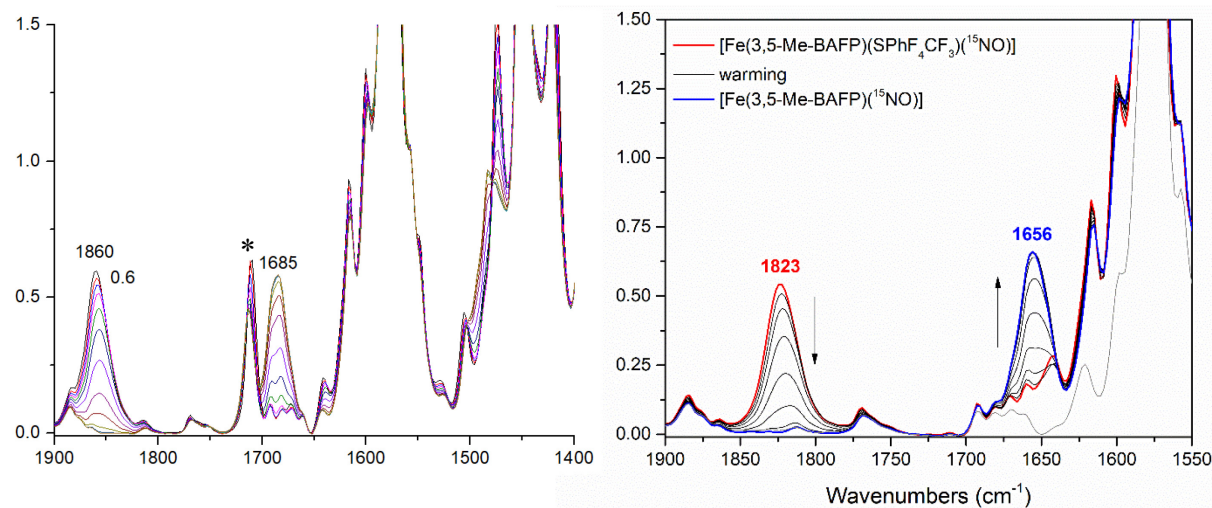 1.5
1.0
0.5
0.0
1860
0.6
*
1685
1900 1800 1700 1600 1500 1400
1.50
1.25
1.00
0.75
0.50
0.25
0.00
[Fe(3,5-Me-BAFP)(SPhF₄CF₃)(¹⁵NO)]
warming
[Fe(3,5-Me-BAFP)(¹⁵NO)]
1823
1656
1900 1850 1800 1750 1700 1650 1600 1550
Wavenumbers (cm⁻¹)